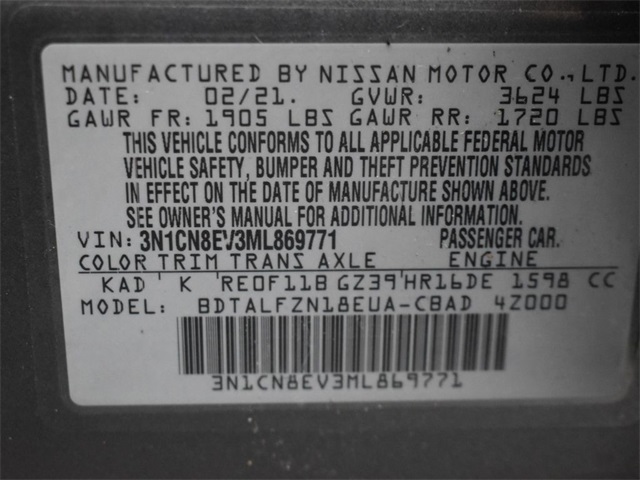 MANUFACTURED BY NISSAN MOTOR CO., LTD.
DATE: 02/21. GVWR: 3624 LBS
GAWR FR: 1905 LBS GAWR RR: 1720 LBS
THIS VEHICLE CONFORMS TO ALL APPLICABLE FEDERAL MOTOR
VEHICLE SAFETY, BUMPER AND THEFT PREVENTION STANDARDS
IN EFFECT ON THE DATE OF MANUFACTURE SHOWN ABOVE.
SEE OWNER'S MANUAL FOR ADDITIONAL INFORMATION.
VIN: 3N1CN8EV3ML869771 PASSENGER CAR.
COLOR TRIM TRANS AXLE ENGINE
KAD K RE0F11B GZ39 HR16DE 1598 CC
MODEL: BDTALFZN18EUA-CBAD 4Z000
3N1CN8EV3ML869771